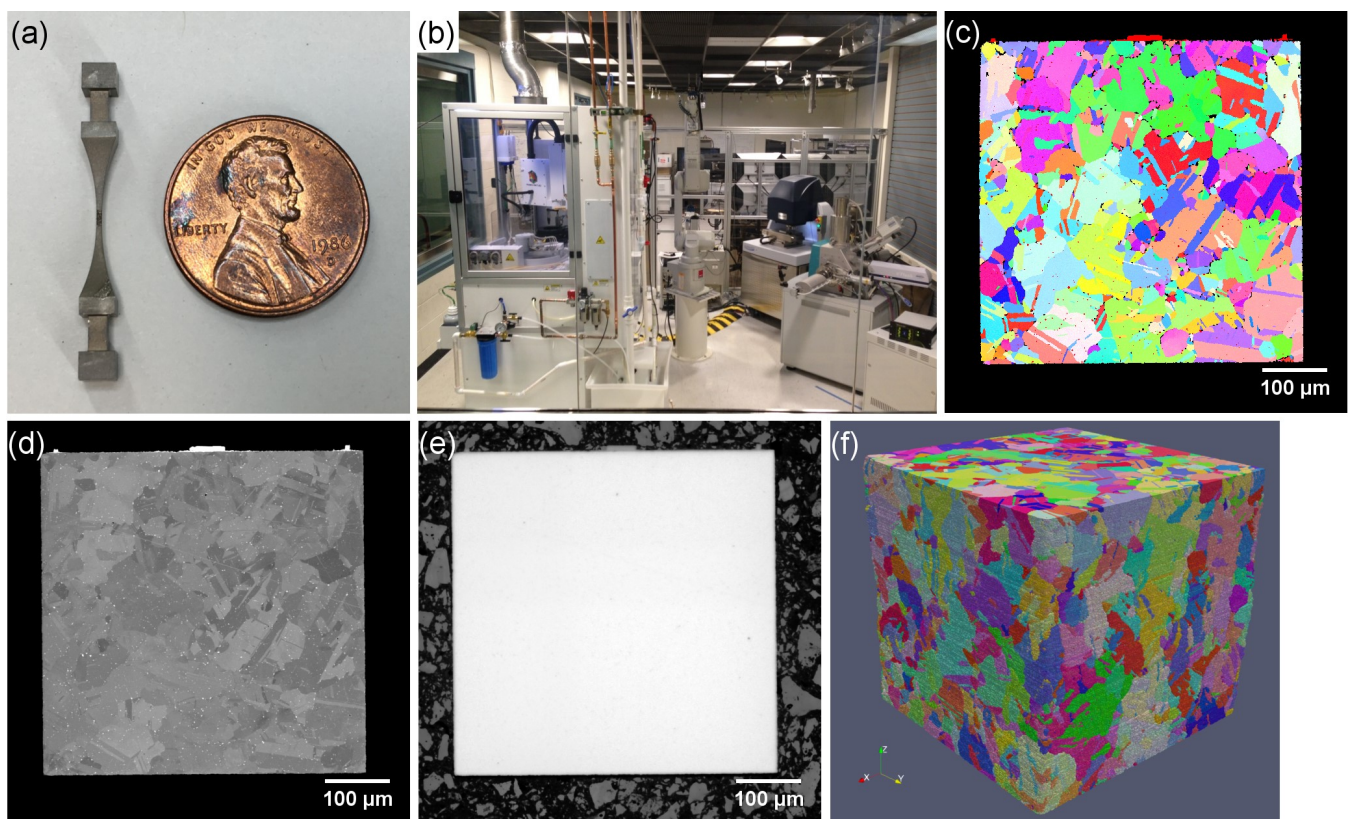 (a)
IN GOD WE TRUST
LIBERTY
1986
D
(b)
(c)
100 µm
(d)
100 µm
(e)
100 µm
(f)
Z
X
Y